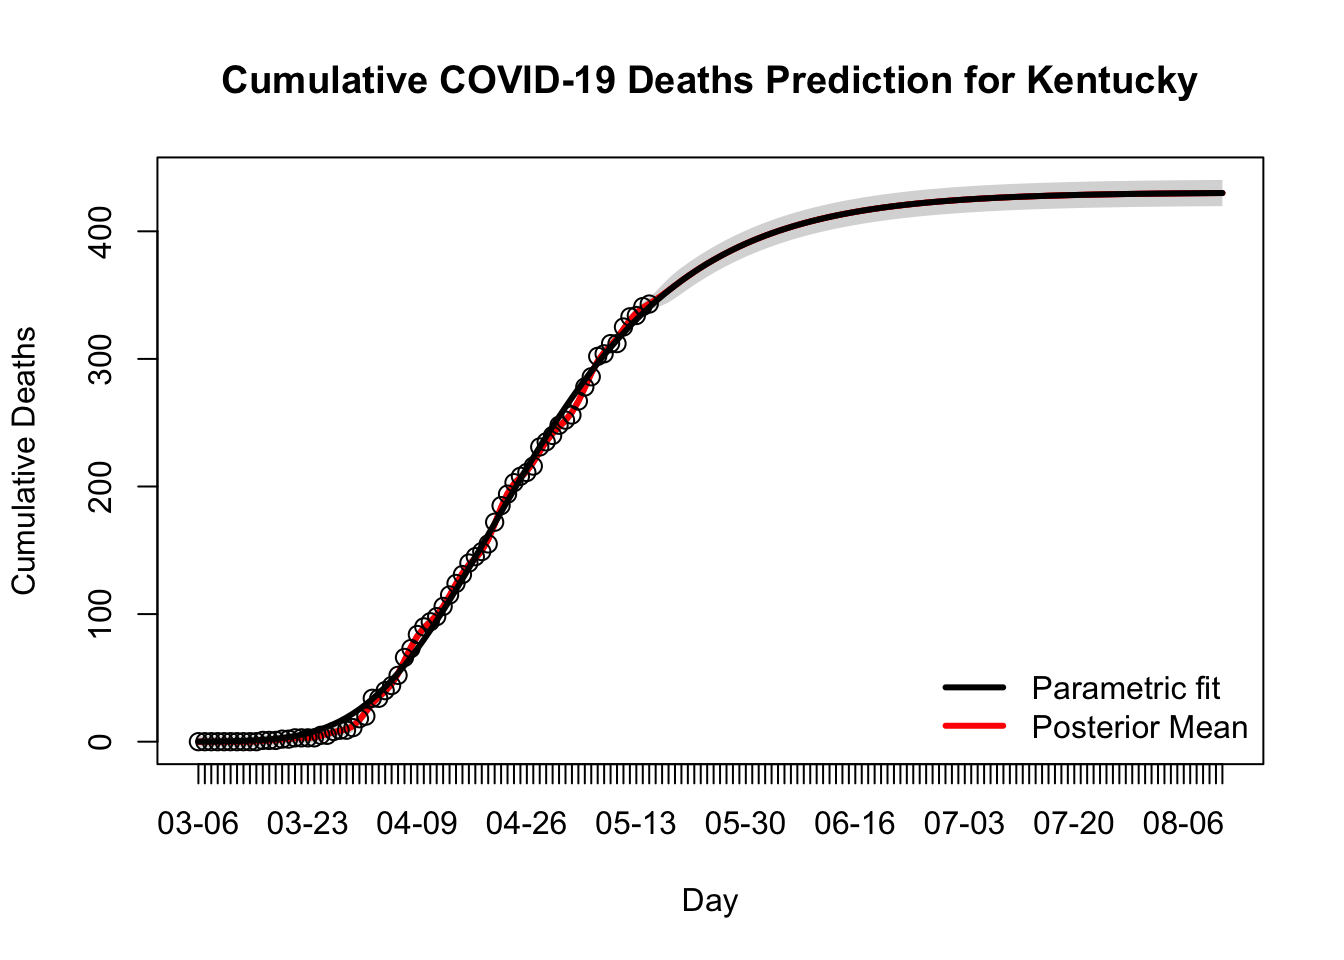 Cumulative COVID-19 Deaths Prediction for Kentucky
Cumulative Deaths
400
300
200
100
0
Parametric fit
Posterior Mean
03-06 03-23 04-09 04-26 05-13 05-30 06-16 07-03 07-20 08-06
Day